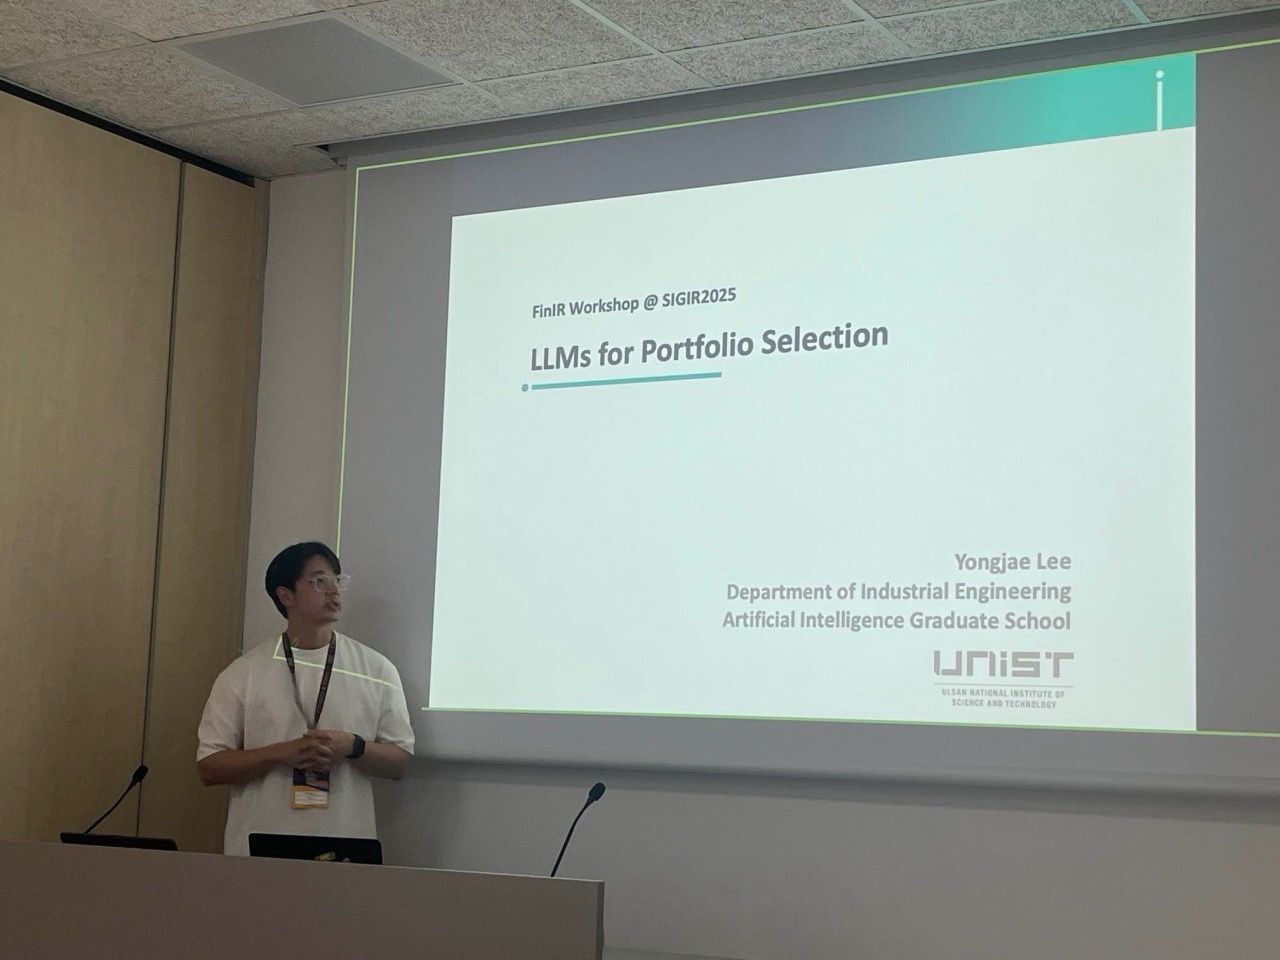 FinIR Workshop @ SIGIR2025
LLMs for Portfolio Selection
Yongjae Lee
Department of Industrial Engineering
Artificial Intelligence Graduate School
UNIST
ULSAN NATIONAL INSTITUTE OF
SCIENCE AND TECHNOLOGY